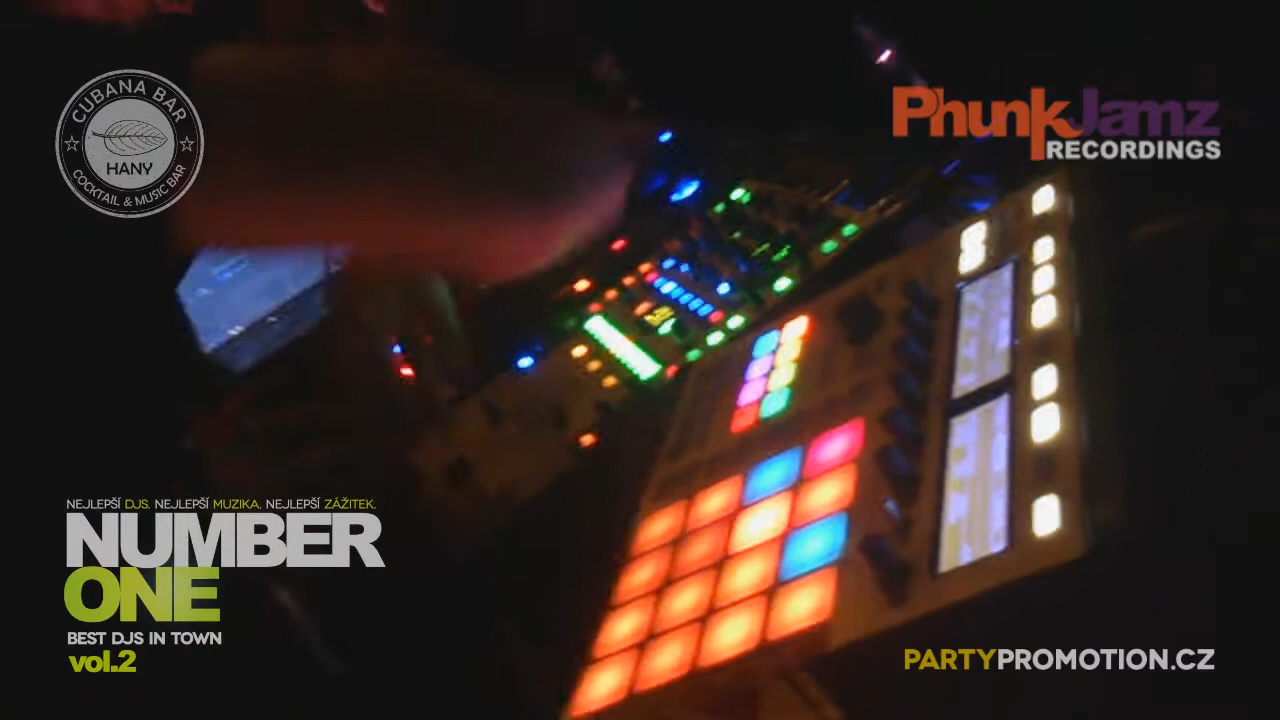 CUBANA BAR
HANY
COCKTAIL & MUSIC BAR
PhunkJamz
RECORDINGS
NEJLEPŠÍ DJS. NEJLEPŠÍ MUZIKA. NEJLEPŠÍ ZÁŽITEK.
NUMBER
ONE
BEST DJS IN TOWN
vol.2
PARTYPROMOTION.CZ